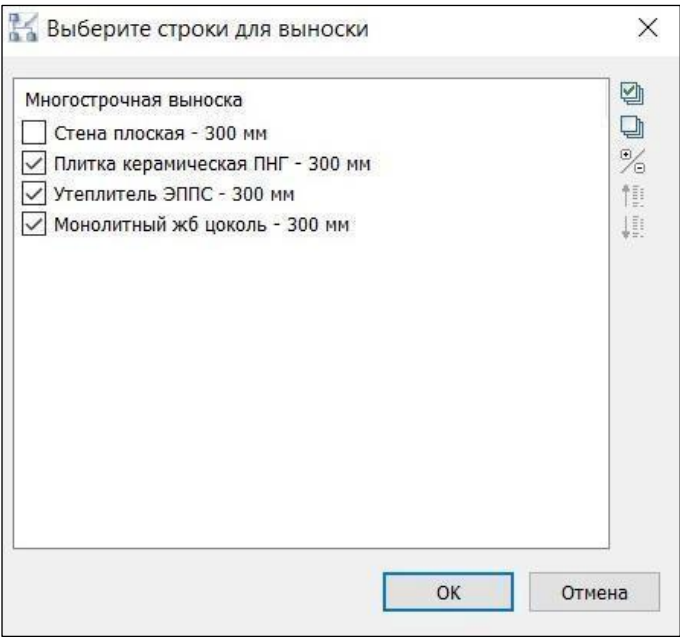 Выберите строки для выноски
Многострочная выноска
Стена плоская - 300 мм
Плитка керамическая ПНГ - 300 мм
Утеплитель ЭППС - 300 мм
Монолитный жб цоколь - 300 мм
ОК
Отмена